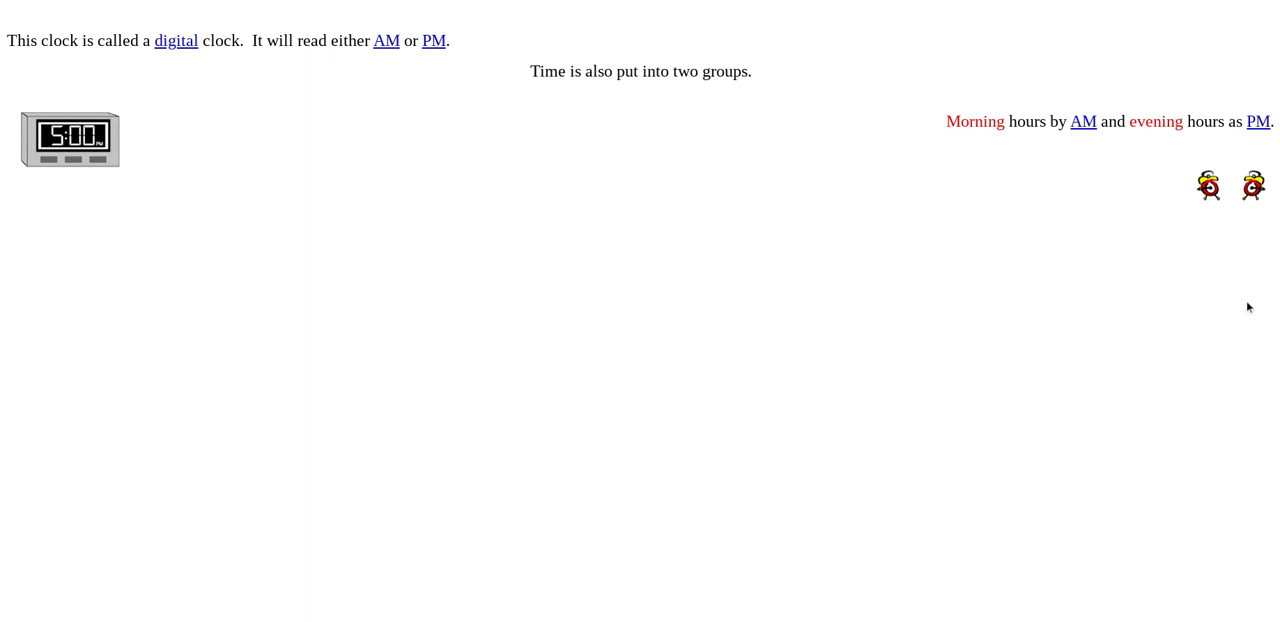 This clock is called a digital clock.  It will read either AM or PM.
Time is also put into two groups.
Morning hours by AM and evening hours as PM.
5:00 PM